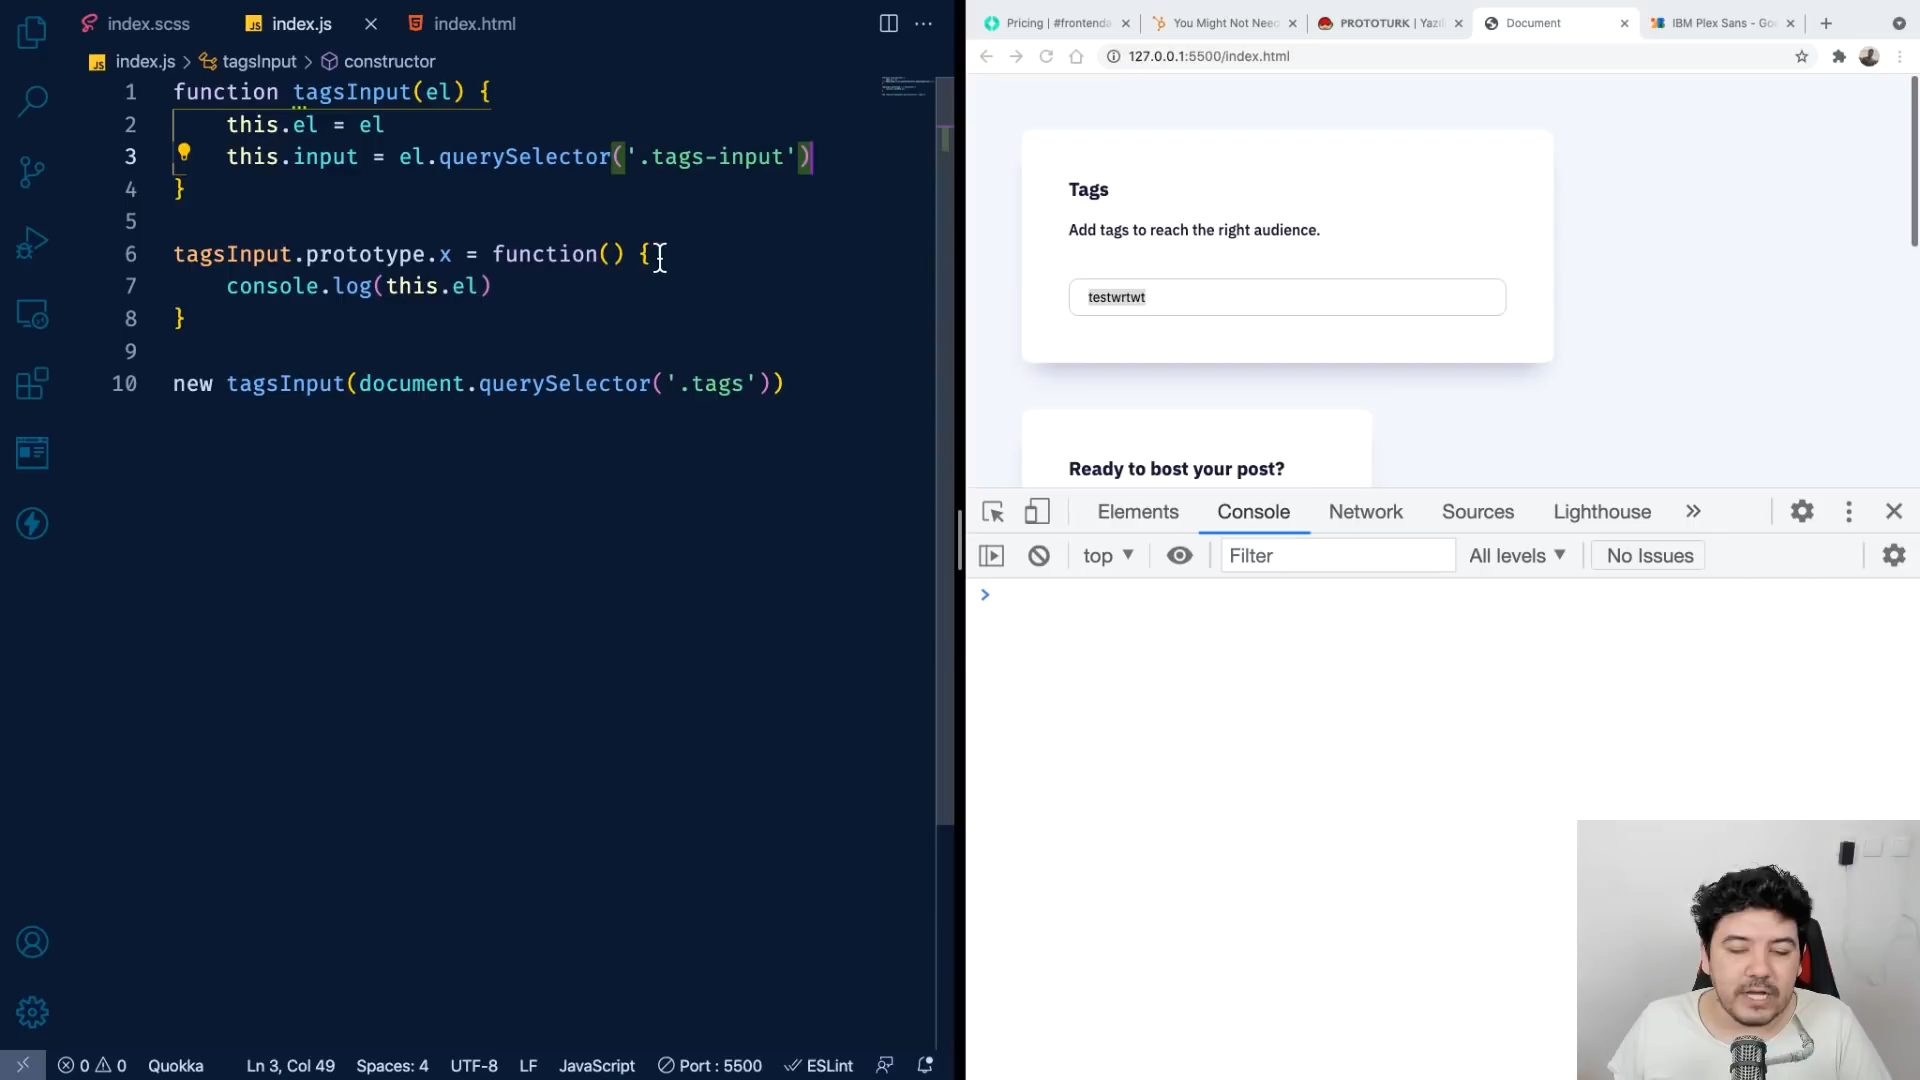 index.scss
index.js
index.html
index.js > tagsInput > constructor
1 function tagsInput(el) {
2 this.el = el
3 this.input = el.querySelector('.tags-input')
4 }
5
6 tagsInput.prototype.x = function() {
7 console.log(this.el)
8 }
9
10 new tagsInput(document.querySelector('.tags'))
0 0 Quokka Ln 3, Col 49 Spaces: 4 UTF-8 LF JavaScript Port : 5500 ESLint
Pricing | #frontenda
You Might Not Need
PROTOTURK | Yazıl
Document
IBM Plex Sans - Goo
127.0.0.1:5500/index.html
Tags
Add tags to reach the right audience.
testwrtwt
Ready to bost your post?
Elements Console Network Sources Lighthouse
top Filter All levels No Issues